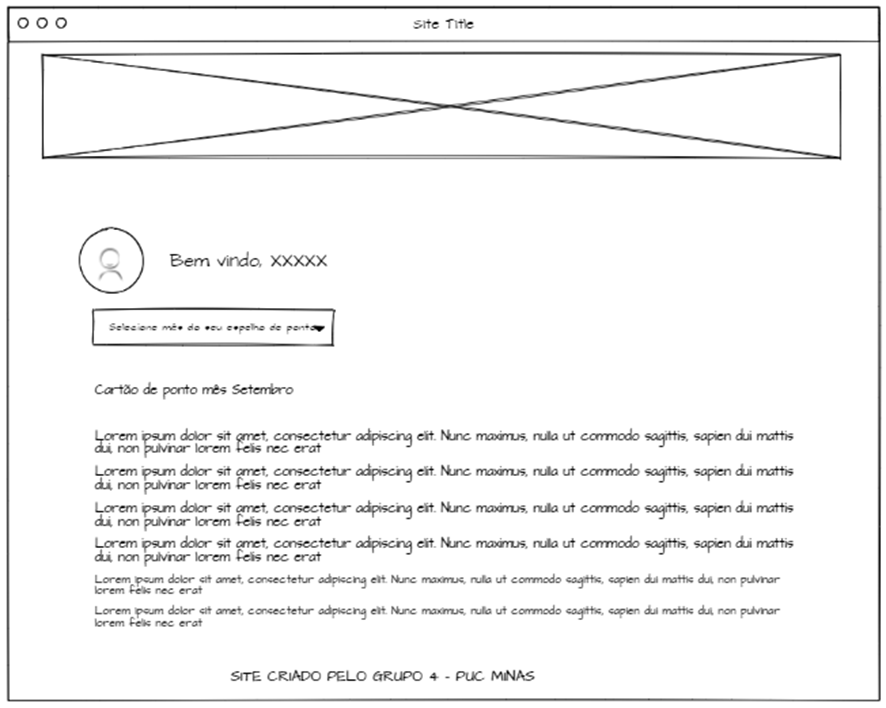 Site Title
Bem vindo, XXXXX
Selecione mês do seu espelho de ponto
Cartão de ponto mês Setembro
Lorem ipsum dolor sit amet, consectetur adipiscing elit. Nunc maximus, nulla ut commodo sagittis, sapien dui mattis
dui, non pulvinar lorem felis nec erat
Lorem ipsum dolor sit amet, consectetur adipiscing elit. Nunc maximus, nulla ut commodo sagittis, sapien dui mattis
dui, non pulvinar lorem felis nec erat
Lorem ipsum dolor sit amet, consectetur adipiscing elit. Nunc maximus, nulla ut commodo sagittis, sapien dui mattis
dui, non pulvinar lorem felis nec erat
Lorem ipsum dolor sit amet, consectetur adipiscing elit. Nunc maximus, nulla ut commodo sagittis, sapien dui mattis
dui, non pulvinar lorem felis nec erat
Lorem ipsum dolor sit amet, consectetur adipiscing elit. Nunc maximus, nulla ut commodo sagittis, sapien dui mattis dui, non pulvinar
lorem felis nec erat
Lorem ipsum dolor sit amet, consectetur adipiscing elit. Nunc maximus, nulla ut commodo sagittis, sapien dui mattis dui, non pulvinar
lorem felis nec erat
SITE CRIADO PELO GRUPO 4 - PUC MINAS